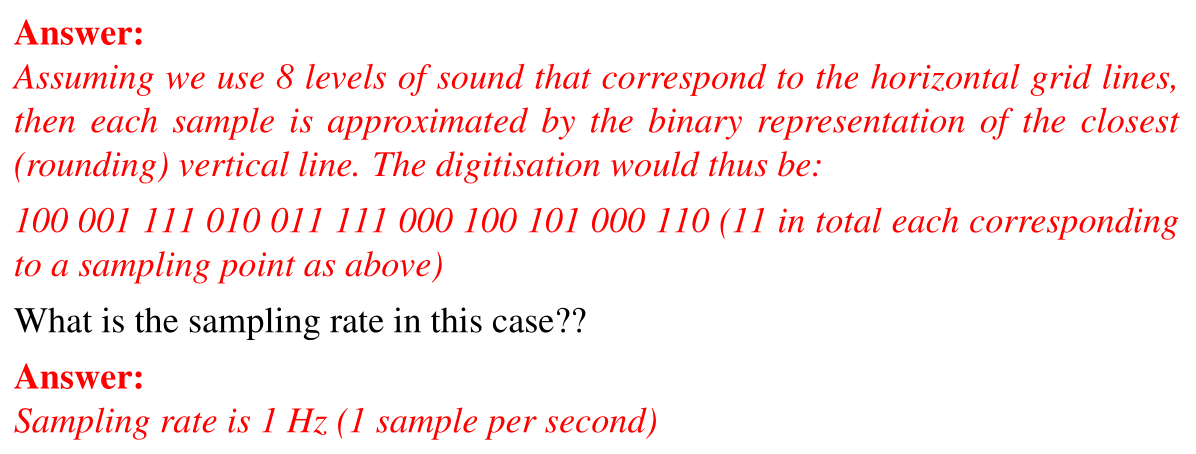 Answer:
Assuming we use 8 levels of sound that correspond to the horizontal grid lines,
then each sample is approximated by the binary representation of the closest
(rounding) vertical line. The digitisation would thus be:
100 001 111 010 011 111 000 100 101 000 110 (11 in total each corresponding
to a sampling point as above)
What is the sampling rate in this case??
Answer:
Sampling rate is 1 Hz (1 sample per second)